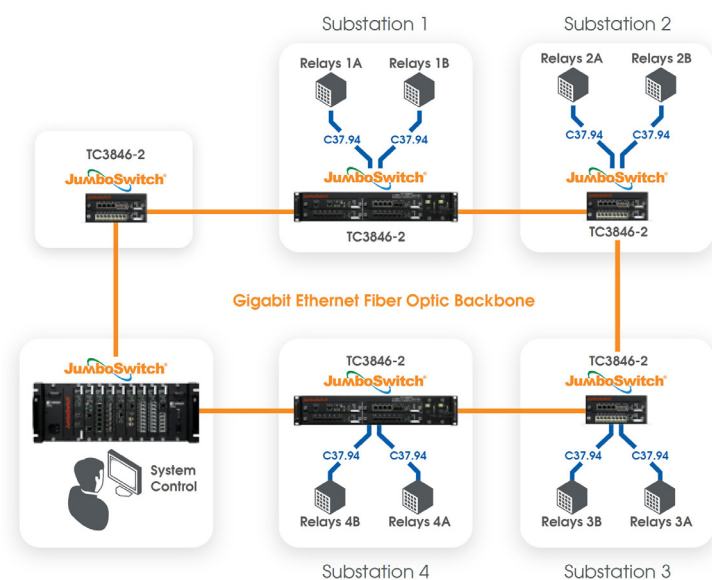 Substation 1
Substation 2
Relays 1A
Relays 1B
Relays 2A
Relays 2B
C37.94
C37.94
C37.94
C37.94
TC3846-2
JumboSwitch®
JumboSwitch®
JumboSwitch®
TC3846-2
TC3846-2
Gigabit Ethernet Fiber Optic Backbone
TC3846-2
TC3846-2
JumboSwitch®
JumboSwitch®
JumboSwitch®
System
Control
C37.94
C37.94
C37.94
C37.94
Relays 4B
Relays 4A
Relays 3B
Relays 3A
Substation 4
Substation 3